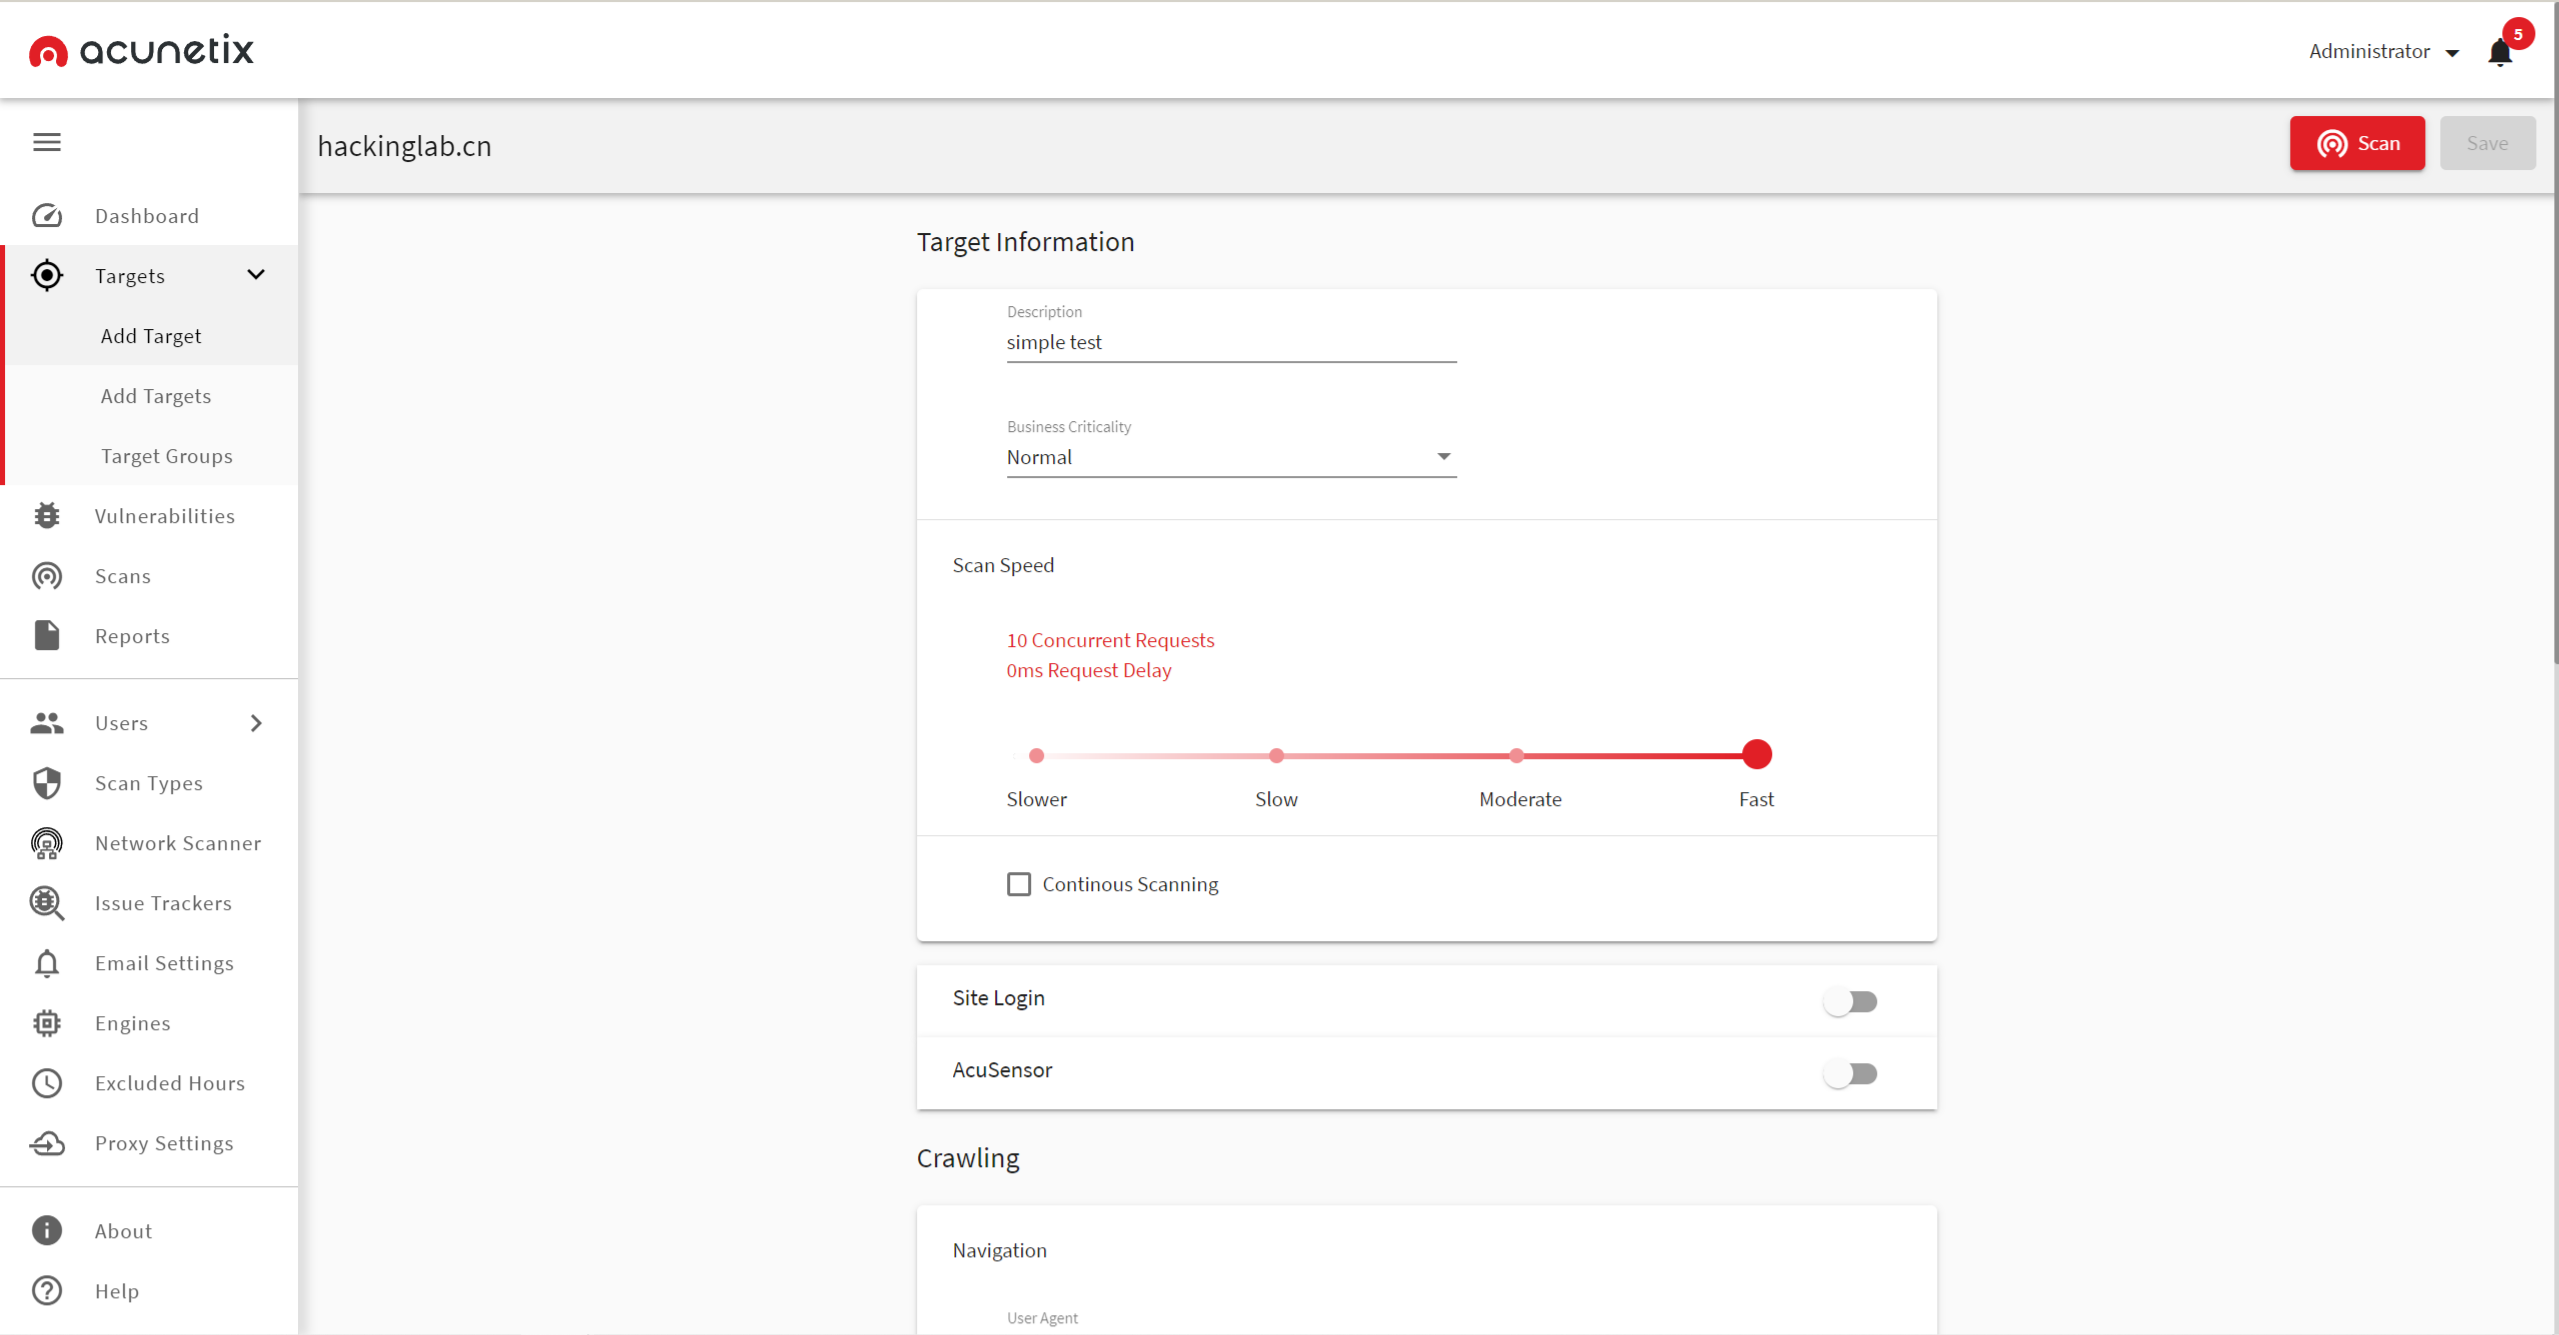 acunetix
Administrator
5
hackinglab.cn
Scan
Save
Dashboard
Targets
Add Target
Add Targets
Target Groups
Vulnerabilities
Scans
Reports
Users
Scan Types
Network Scanner
Issue Trackers
Email Settings
Engines
Excluded Hours
Proxy Settings
About
Help
Target Information
Description
simple test
Business Criticality
Normal
Scan Speed
10 Concurrent Requests
0ms Request Delay
Slower Slow Moderate Fast
Continous Scanning
Site Login
AcuSensor
Crawling
Navigation
User Agent